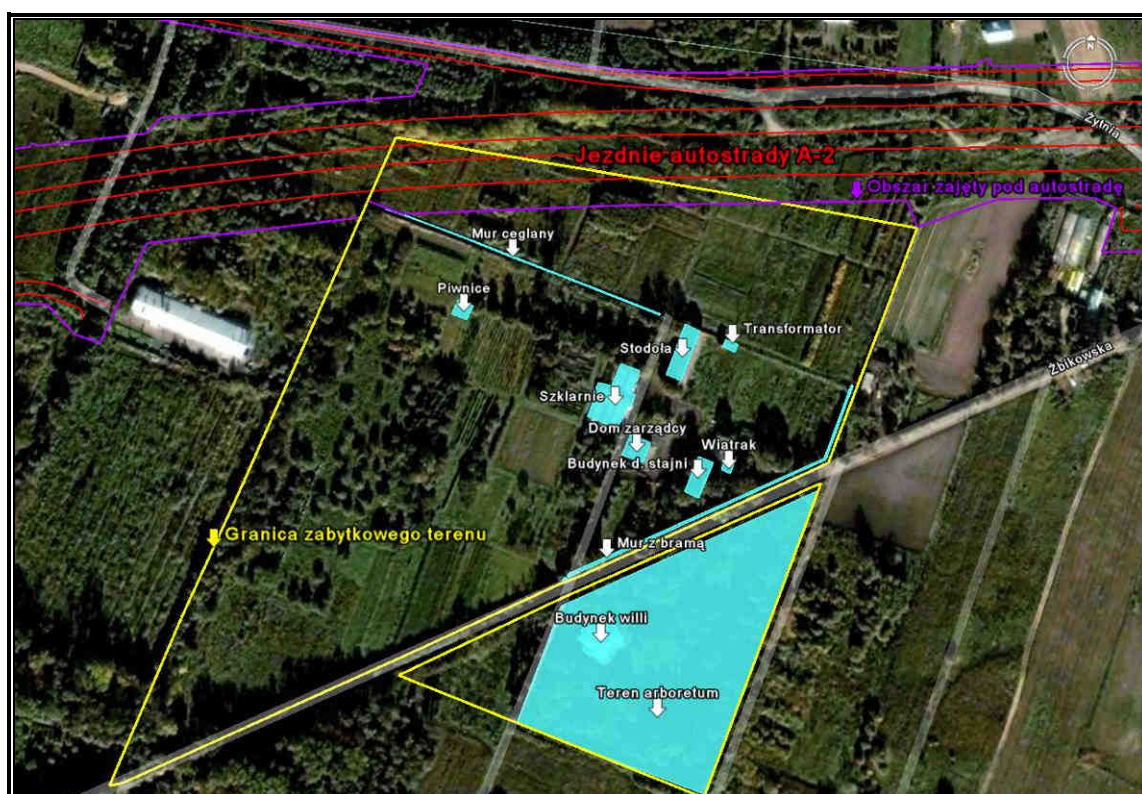 N
Żytnia
Jezdnie autostrady A-2
Obszar zajęty pod autostradę
Mur ceglany
Piwnice
Transformator
Stodoła
Żbikowska
Szklarnie
Dom zarządcy
Wiatrak
Budynek d. stajni
Granica zabytkowego terenu
Mur z bramą
Budynek willi
Teren arboretum